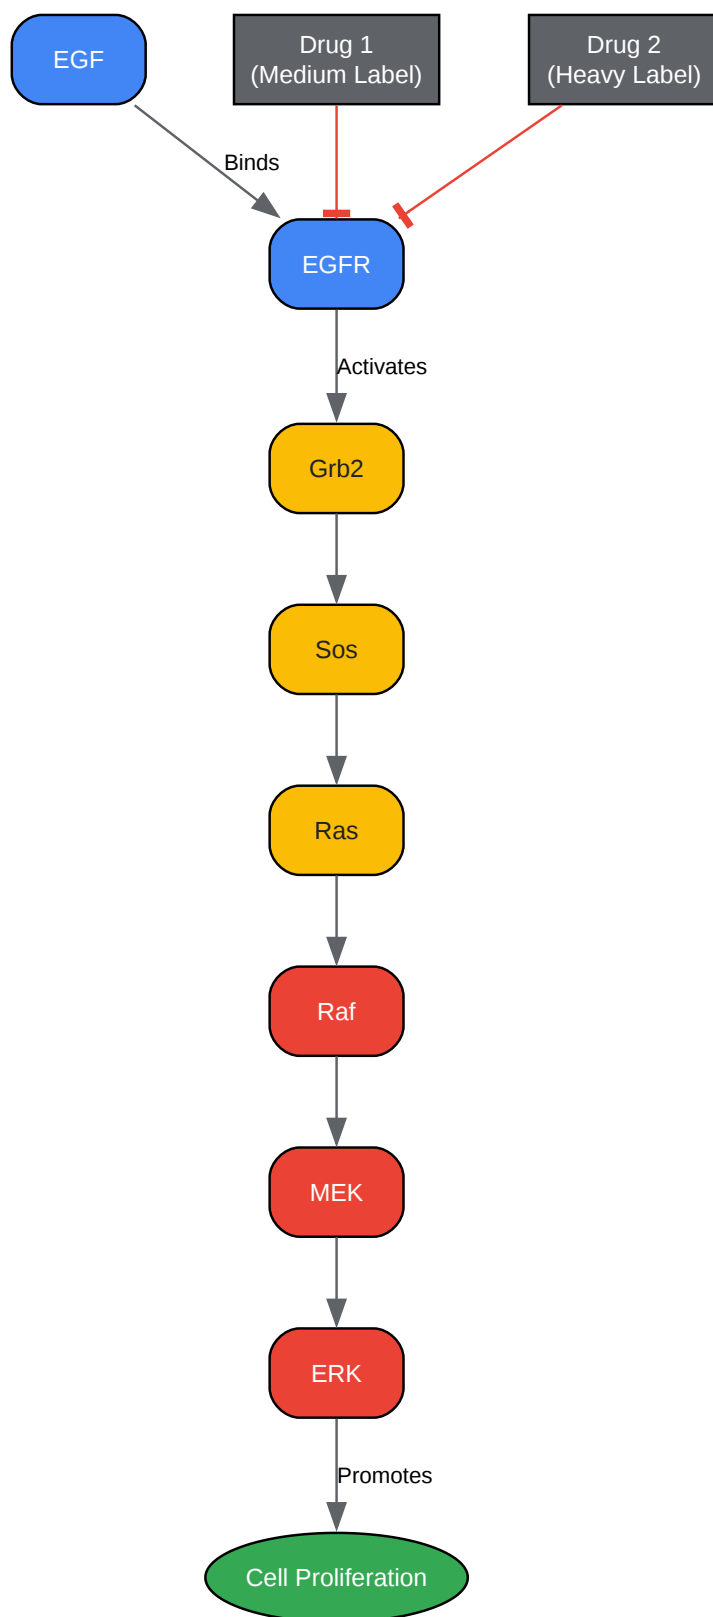 EGF
Drug 1
(Medium Label)
Drug 2
(Heavy Label)
Binds
EGFR
Activates
Grb2
Sos
Ras
Raf
MEK
ERK
Promotes
Cell Proliferation